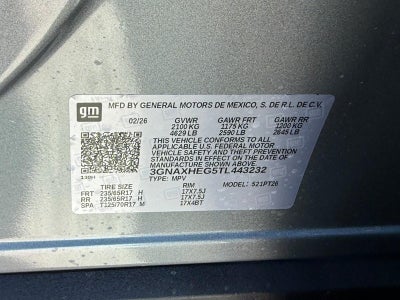 gm
MFD BY GENERAL MOTORS DE MEXICO, S. DE R.L. DE C.V.
02/26 GVWR GAWR FRT GAWR RR
2100 KG 1175 KG 1200 KG
4629 LB 2590 LB 2645 LB
THIS VEHICLE CONFORMS TO ALL
APPLICABLE U.S. FEDERAL MOTOR
VEHICLE SAFETY AND THEFT
PREVENTION STANDARDS IN
EFFECT ON THE DATE OF
MANUFACTURE SHOWN ABOVE.
3GNAXHEG5TL443232
TYPE: MPV MODEL: 521PT26
TIRE SIZE RIM
FRT 235/65R17 H 17X7.5J
RR 235/65R17 H 17X7.5J
SPA T125/70R17 M 17X4BT